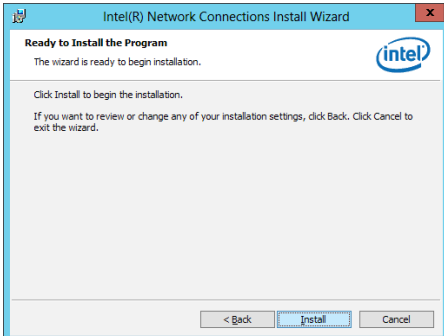 Intel(R) Network Connections Install Wizard
x
Ready to Install the Program
The wizard is ready to begin installation.
intel
Click Install to begin the installation.
If you want to review or change any of your installation settings, click Back. Click Cancel to
exit the wizard.
< Back
Install
Cancel